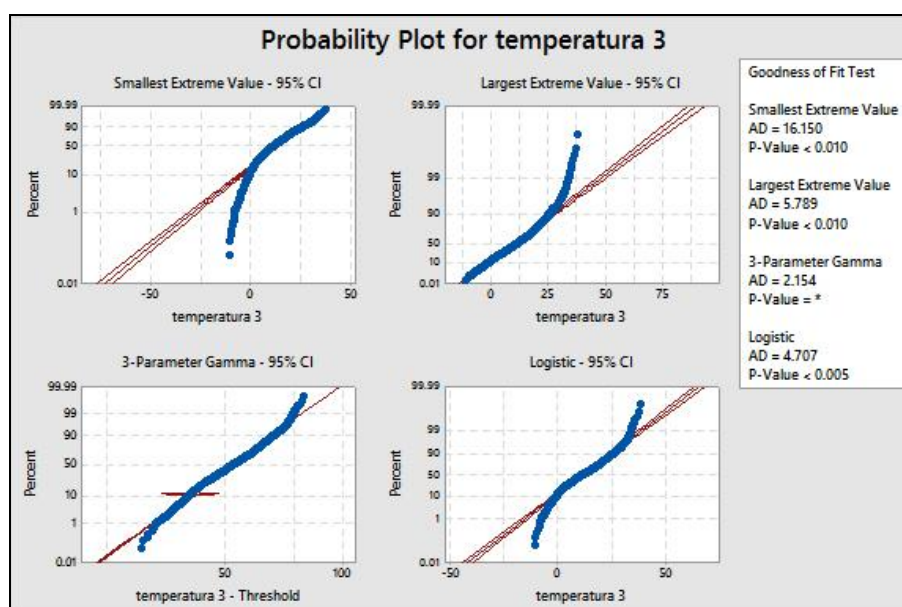 Probability Plot for temperatura 3
Smallest Extreme Value - 95% CI
Largest Extreme Value - 95% CI
99.99
90
50
10
1
0.01
Percent
-50
0
50
temperatura 3
99.99
99
90
50
10
0.01
Percent
0
25
50
75
temperatura 3
3-Parameter Gamma - 95% CI
Logistic - 95% CI
99.99
99
90
50
10
1
0.01
Percent
50
100
temperatura 3 - Threshold
99.99
99
90
50
10
1
0.01
Percent
-50
0
50
temperatura 3
Goodness of Fit Test
Smallest Extreme Value
AD = 16.150
P-Value < 0.010
Largest Extreme Value
AD = 5.789
P-Value < 0.010
3-Parameter Gamma
AD = 2.154
P-Value = *
Logistic
AD = 4.707
P-Value < 0.005